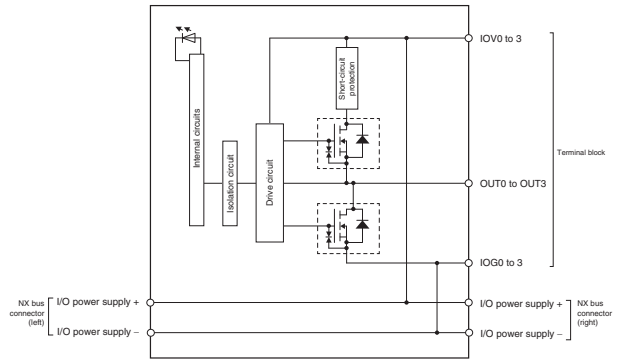 IOV0 to 3
Short-circuit
protection
Internal circuits
Isolation circuit
Drive circuit
Terminal block
OUT0 to OUT3
IOG0 to 3
NX bus
connector
(left)
I/O power supply +
I/O power supply −
I/O power supply +
I/O power supply −
NX bus
connector
(right)